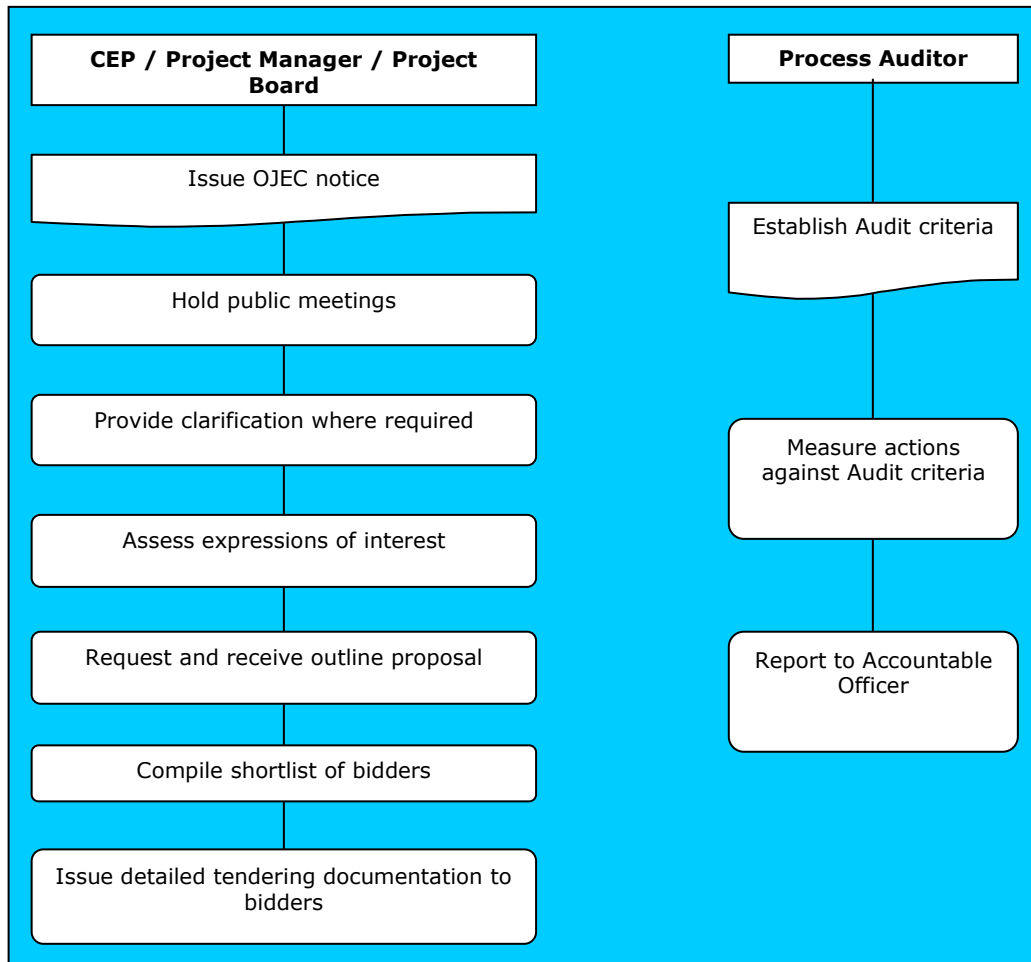 CEP / Project Manager / Project
Board
Issue OJEC notice
Hold public meetings
Provide clarification where required
Assess expressions of interest
Request and receive outline proposal
Compile shortlist of bidders
Issue detailed tendering documentation to
bidders
Process Auditor
Establish Audit criteria
Measure actions
against Audit criteria
Report to Accountable
Officer